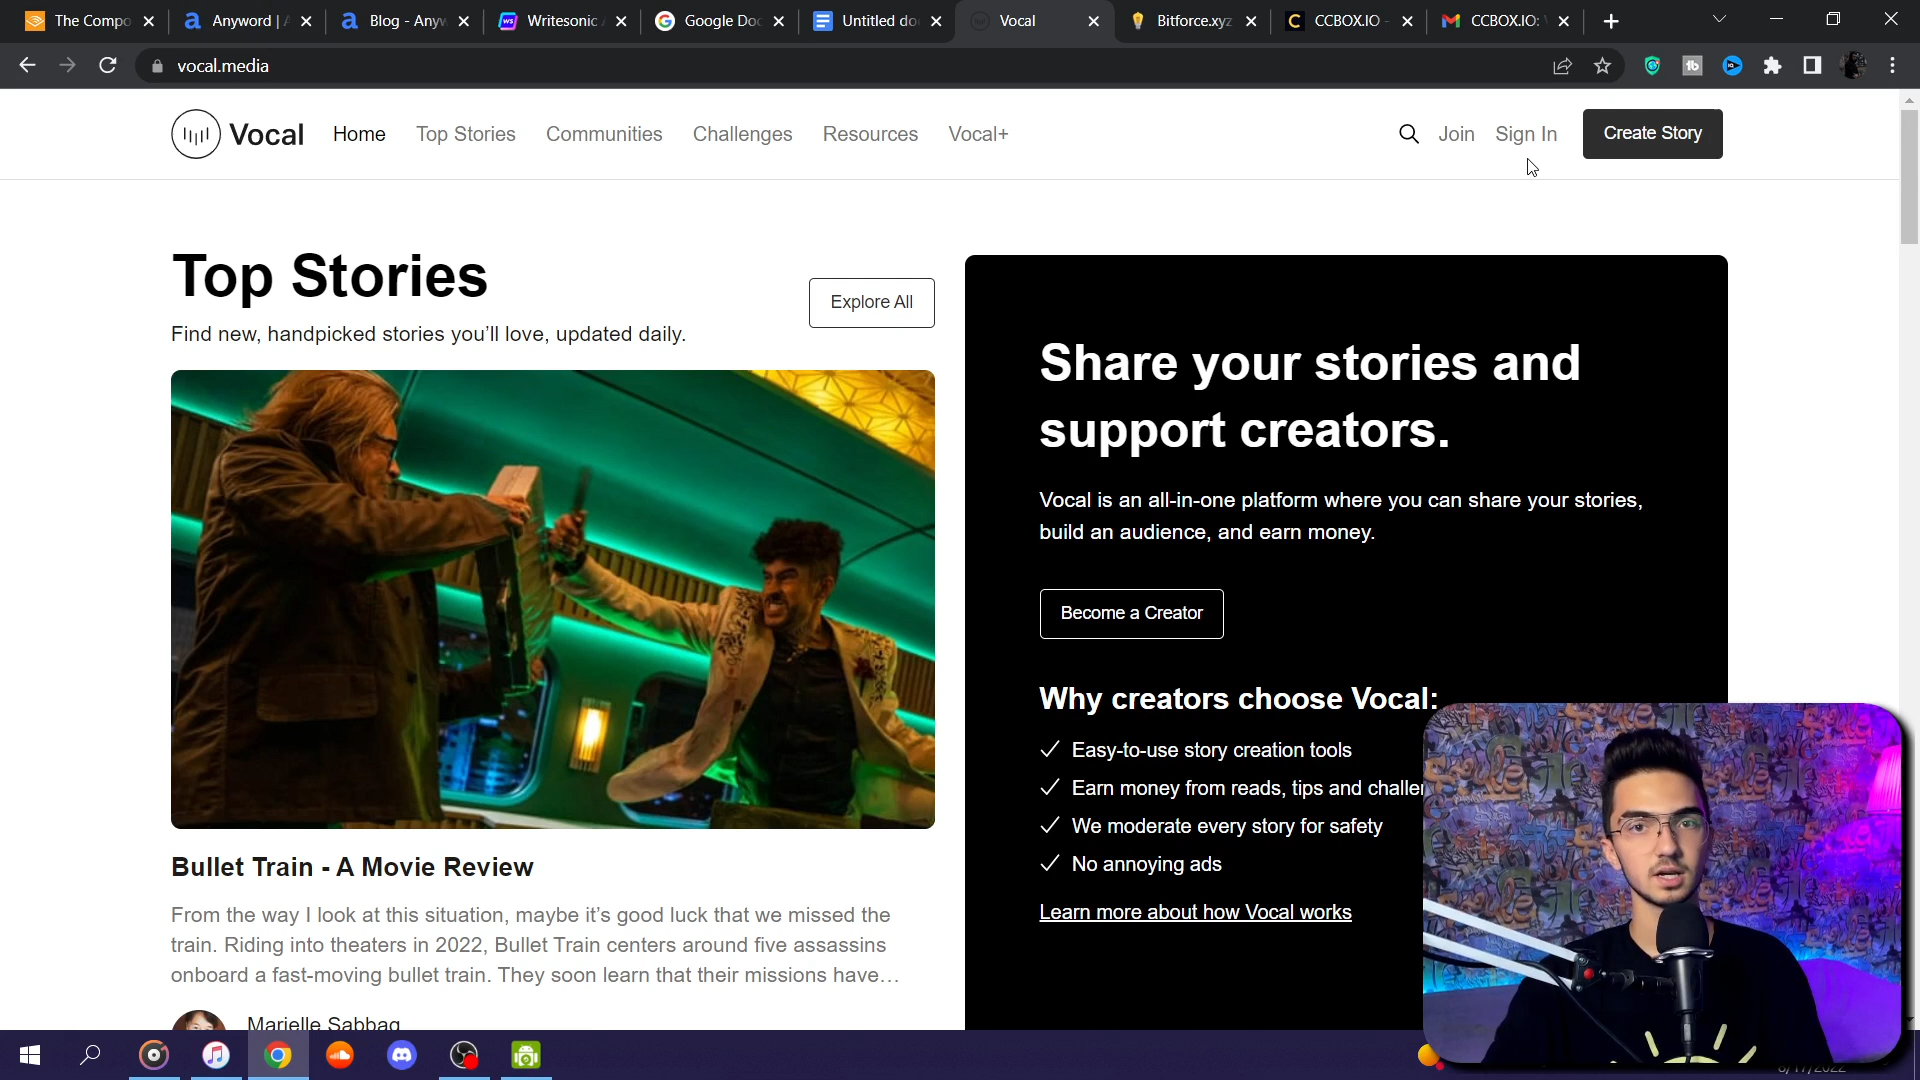 The Compo
Anyword | A
Blog - Anyw
Writesonic
Google Doc
Untitled do
Vocal
Bitforce.xyz
CCBOX.IO -
CCBOX.IO:
vocal.media
Vocal
Home
Top Stories
Communities
Challenges
Resources
Vocal+
Join
Sign In
Create Story
Top Stories
Explore All
Find new, handpicked stories you'll love, updated daily.
Bullet Train - A Movie Review
From the way I look at this situation, maybe it's good luck that we missed the
train. Riding into theaters in 2022, Bullet Train centers around five assassins
onboard a fast-moving bullet train. They soon learn that their missions have…
Marielle Sabbag
Share your stories and
support creators.
Vocal is an all-in-one platform where you can share your stories,
build an audience, and earn money.
Become a Creator
Why creators choose Vocal:
Easy-to-use story creation tools
Earn money from reads, tips and challen
We moderate every story for safety
No annoying ads
Learn more about how Vocal works
8/17/2022